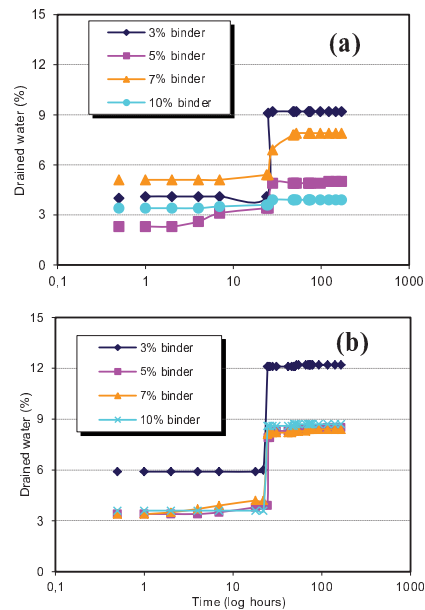 (a)
3% binder
5% binder
7% binder
10% binder
Drained water (%)
15
12
9
6
3
0
0,1
1
10
100
1000
(b)
3% binder
5% binder
7% binder
10% binder
Drained water (%)
15
12
9
6
3
0
0,1
1
10
100
1000
Time (log hours)